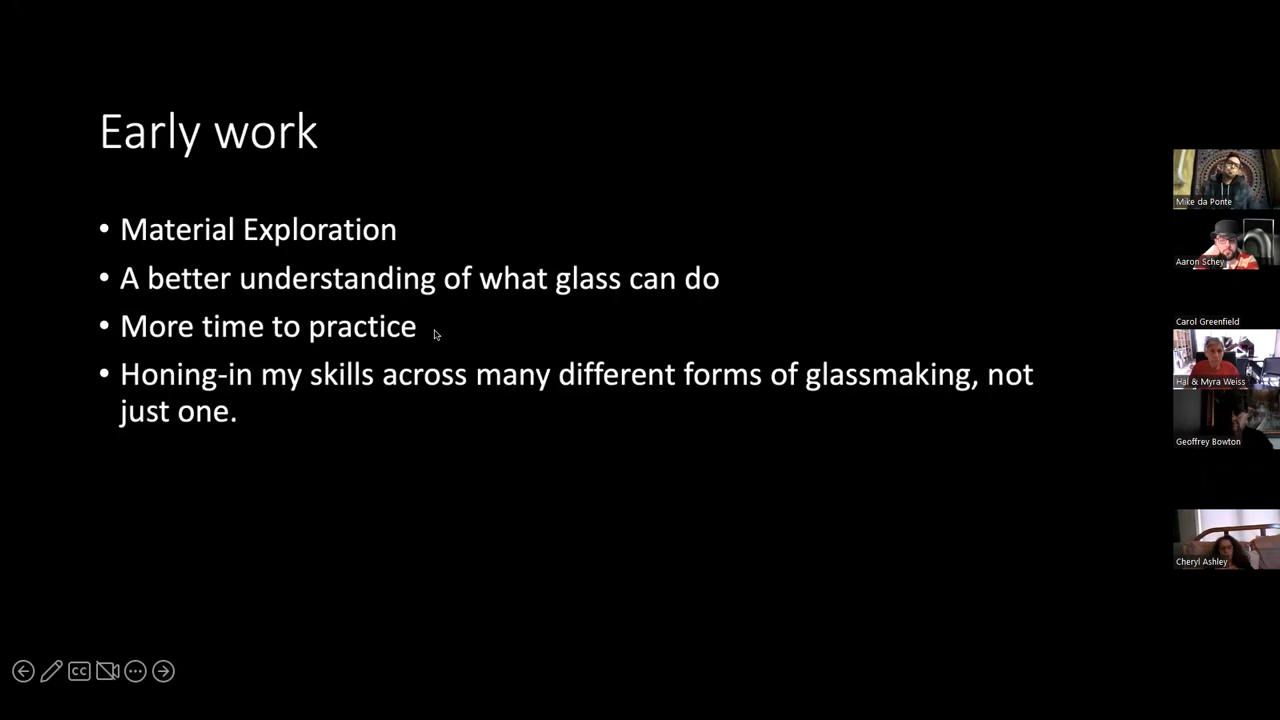 Early work
• Material Exploration
• A better understanding of what glass can do
• More time to practice
• Honing-in my skills across many different forms of glassmaking, not
just one.
Mike da Ponte
Aaron Schey
Carol Greenfield
Hal & Myra Weiss
Geoffrey Bowton
Cheryl Ashley
CC